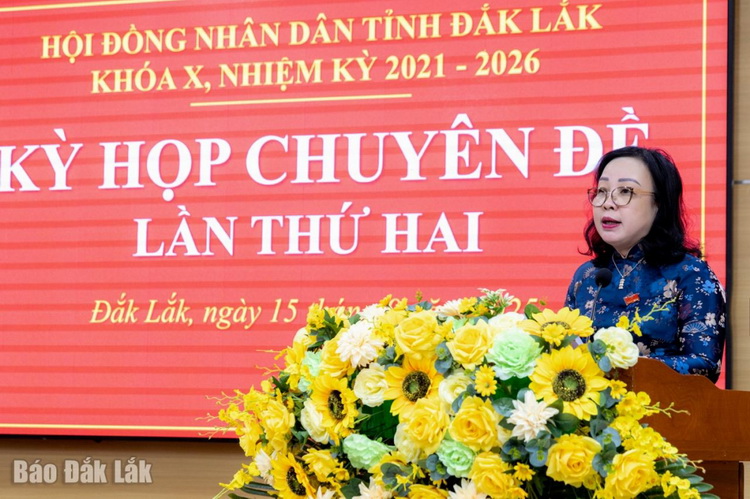 HỘI ĐỒNG NHÂN DÂN TỈNH ĐẮK LẮK
KHÓA X, NHIỆM KỲ 2021 - 2026
KỲ HỌP CHUYÊN ĐỀ
LẦN THỨ HAI
Đắk Lắk, ngày 15
Báo Đắk Lắk